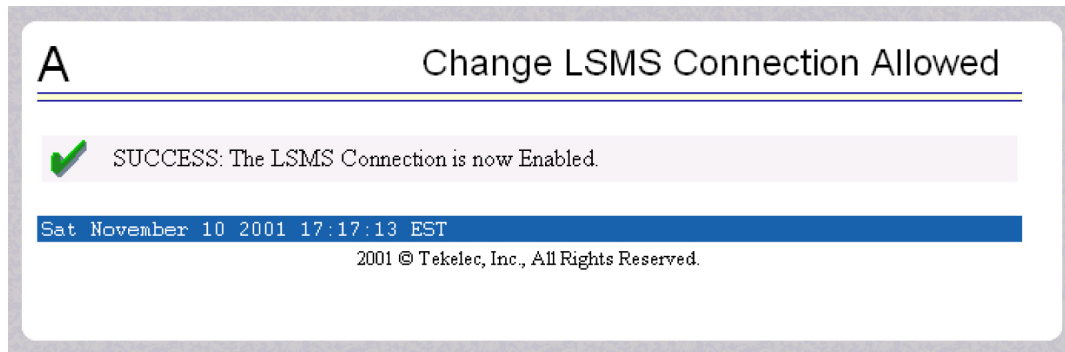 A
Change LSMS Connection Allowed
SUCCESS: The LSMS Connection is now Enabled.
Sat November 10 2001 17:17:13 EST
2001 © Tekelec, Inc., All Rights Reserved.